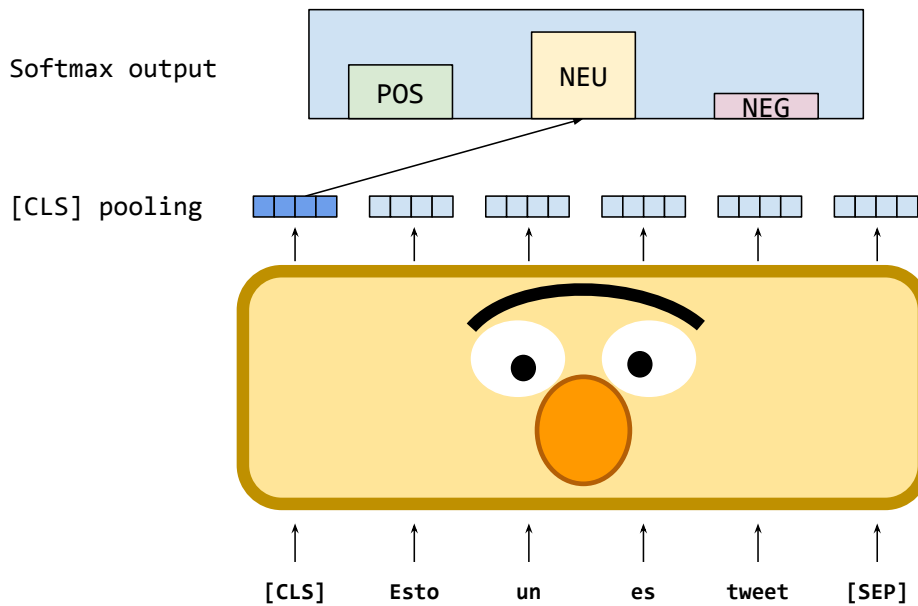 Softmax output
POS
NEU
NEG
[CLS] pooling
[CLS] Esto un es tweet [SEP]